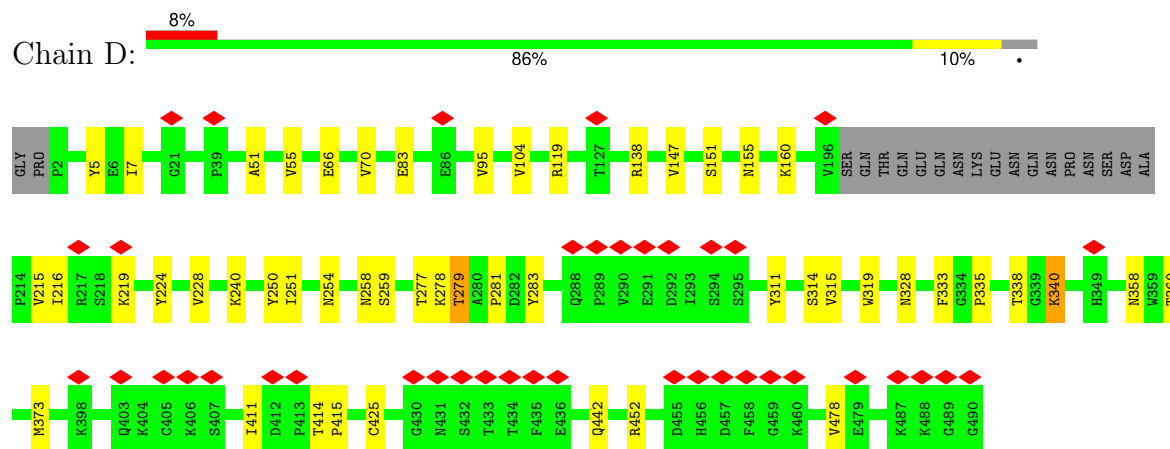 8%
Chain D:
86% 10% •
GLY PRO P2 Y5 E6 I7 G21 P39 A51 V55 E66 V70 E83 E86 V95 V104 R119 T127 R138 V147 S151 N155 K160 V196 SER GLN THR GLN GLU GLU GLN ASN LYS GLU ASN GLN ASN PRO ASN SER ASP ALA
P214 V215 I216 R217 S218 K219 Y224 V228 K240 Y250 I251 N254 N258 S259 T277 K278 T279 A280 P281 D282 Y283 Q288 P289 V290 E291 D292 I293 S294 S295 Y311 S314 V315 W319 N328 F333 G334 P335 T338 G339 K340 H349 N358 W359
M373 K398 Q403 K404 C405 K406 S407 I411 D412 P413 T414 P415 C425 G430 N431 S432 T433 T434 F435 E436 Q442 R452 D455 H456 D457 F458 G459 K460 V478 E479 K487 K488 G489 G490